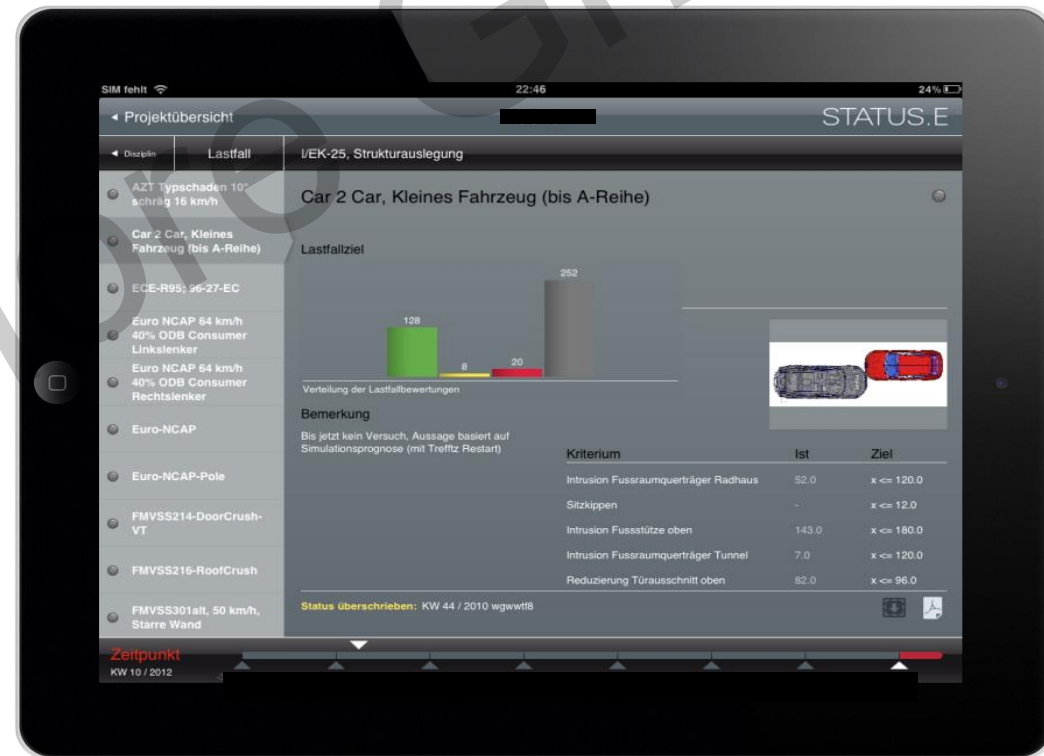 SIM fehlt
22:46
24%
Projektübersicht
STATUS.E
Disziplin
Lastfall
I/EK-25, Strukturauslegung
AZT Typschaden 10°
schräg 16 km/h
Car 2 Car, Kleines
Fahrzeug (bis A-Reihe)
ECE-R95; 96-27-EC
Euro NCAP 64 km/h
40% ODB Consumer
Linkslenker
Euro NCAP 64 km/h
40% ODB Consumer
Rechtslenker
Euro-NCAP
Euro-NCAP-Pole
FMVSS214-DoorCrush-
VT
FMVSS216-RoofCrush
FMVSS301alt, 50 km/h,
Starre Wand
Car 2 Car, Kleines Fahrzeug (bis A-Reihe)
Lastfallziel
128
8
20
252
Verteilung der Lastfallbewertungen
Bemerkung
Bis jetzt kein Versuch, Aussage basiert auf
Simulationsprognose (mit Trefftz Restart)
Kriterium Ist Ziel
Intrusion Fussraumquerträger Radhaus 52.0 x <= 120.0
Sitzkippen - x <= 12.0
Intrusion Fussstütze oben 143.0 x <= 180.0
Intrusion Fussraumquerträger Tunnel 7.0 x <= 120.0
Reduzierung Türausschnitt oben 82.0 x <= 96.0
Status überschrieben: KW 44 / 2010 wgwwtf8
Zeitpunkt
KW 10 / 2012